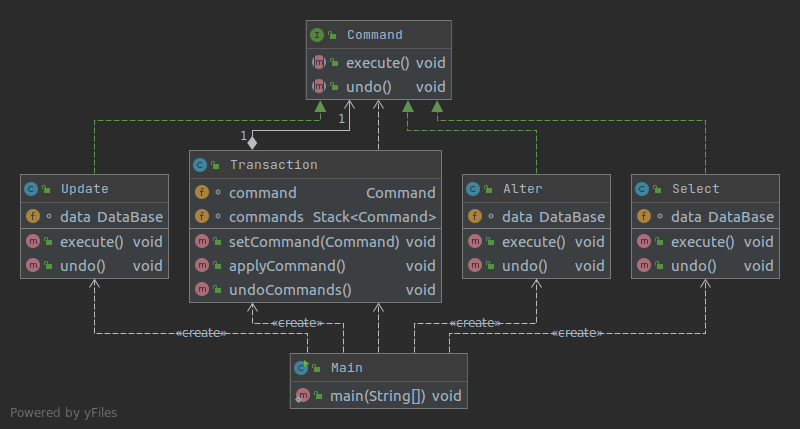 Command
execute() void
undo() void
1
1
Transaction
command Command
commands Stack<Command>
setCommand(Command) void
applyCommand() void
undoCommands() void
Update
data DataBase
execute() void
undo() void
Alter
data DataBase
execute() void
undo() void
Select
data DataBase
execute() void
undo() void
«create»
«create»
«create»
«create»
Main
main(String[]) void
Powered by yFiles